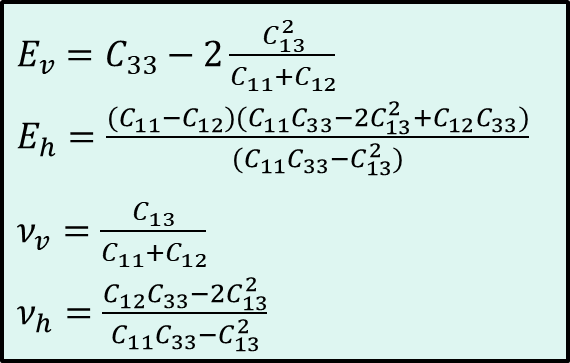 E_v = C_33 − 2 C_13^2/(C_11+C_12)
E_h = (C_11−C_12)(C_11C_33−2C_13^2+C_12C_33)/(C_11C_33−C_13^2)
ν_v = C_13/(C_11+C_12)
ν_h = (C_12C_33−2C_13^2)/(C_11C_33−C_13^2)